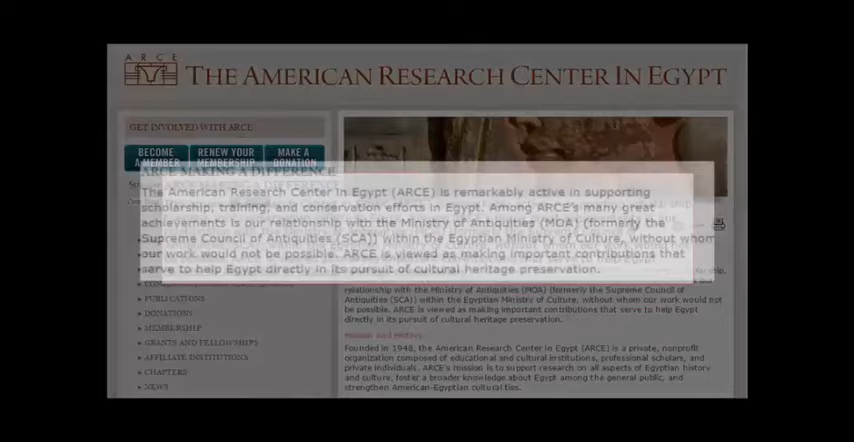 ARCE
THE AMERICAN RESEARCH CENTER IN EGYPT
GET INVOLVED WITH ARCE
BECOME
A MEMBER
RENEW YOUR
MEMBERSHIP
MAKE A
DONATION
ARCE MAKING A DIFFERENCE
The American Research Center in Egypt (ARCE) is remarkably active in supporting
scholarship, training, and conservation efforts in Egypt. Among ARCE's many great
achievements is our relationship with the Ministry of Antiquities (MOA) (formerly the
Supreme Council of Antiquities (SCA)) within the Egyptian Ministry of Culture, without whom
our work would not be possible. ARCE is viewed as making important contributions that
serve to help Egypt directly in its pursuit of cultural heritage preservation.
PUBLICATIONS
DONATIONS
MEMBERSHIP
GRANTS AND FELLOWSHIPS
AFFILIATE INSTITUTIONS
CHAPTERS
NEWS
relationship with the Ministry of Antiquities (MOA) (formerly the Supreme Council of
Antiquities (SCA)) within the Egyptian Ministry of Culture, without whom our work would not
be possible. ARCE is viewed as making important contributions that serve to help Egypt
directly in its pursuit of cultural heritage preservation.
Mission and History
Founded in 1948, the American Research Center in Egypt (ARCE) is a private, nonprofit
organization composed of educational and cultural institutions, professional scholars, and
private individuals. ARCE's mission is to support research on all aspects of Egyptian history
and culture, foster a broader knowledge about Egypt among the general public, and
strengthen American-Egyptian cultural ties.